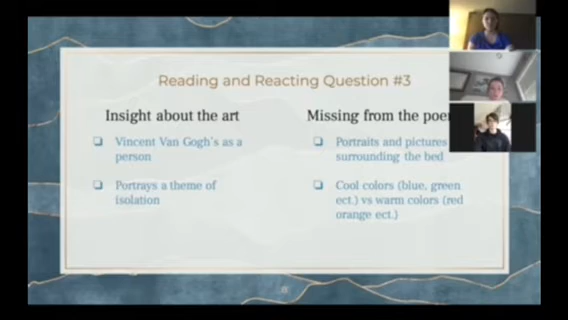 Reading and Reacting Question #3
Insight about the art
Vincent Van Gogh's as a
person
Portrays a theme of
isolation
Missing from the
Portraits and pictures
surrounding the bed
Cool colors (blue, green
ect.) vs warm colors (red
orange ect.)